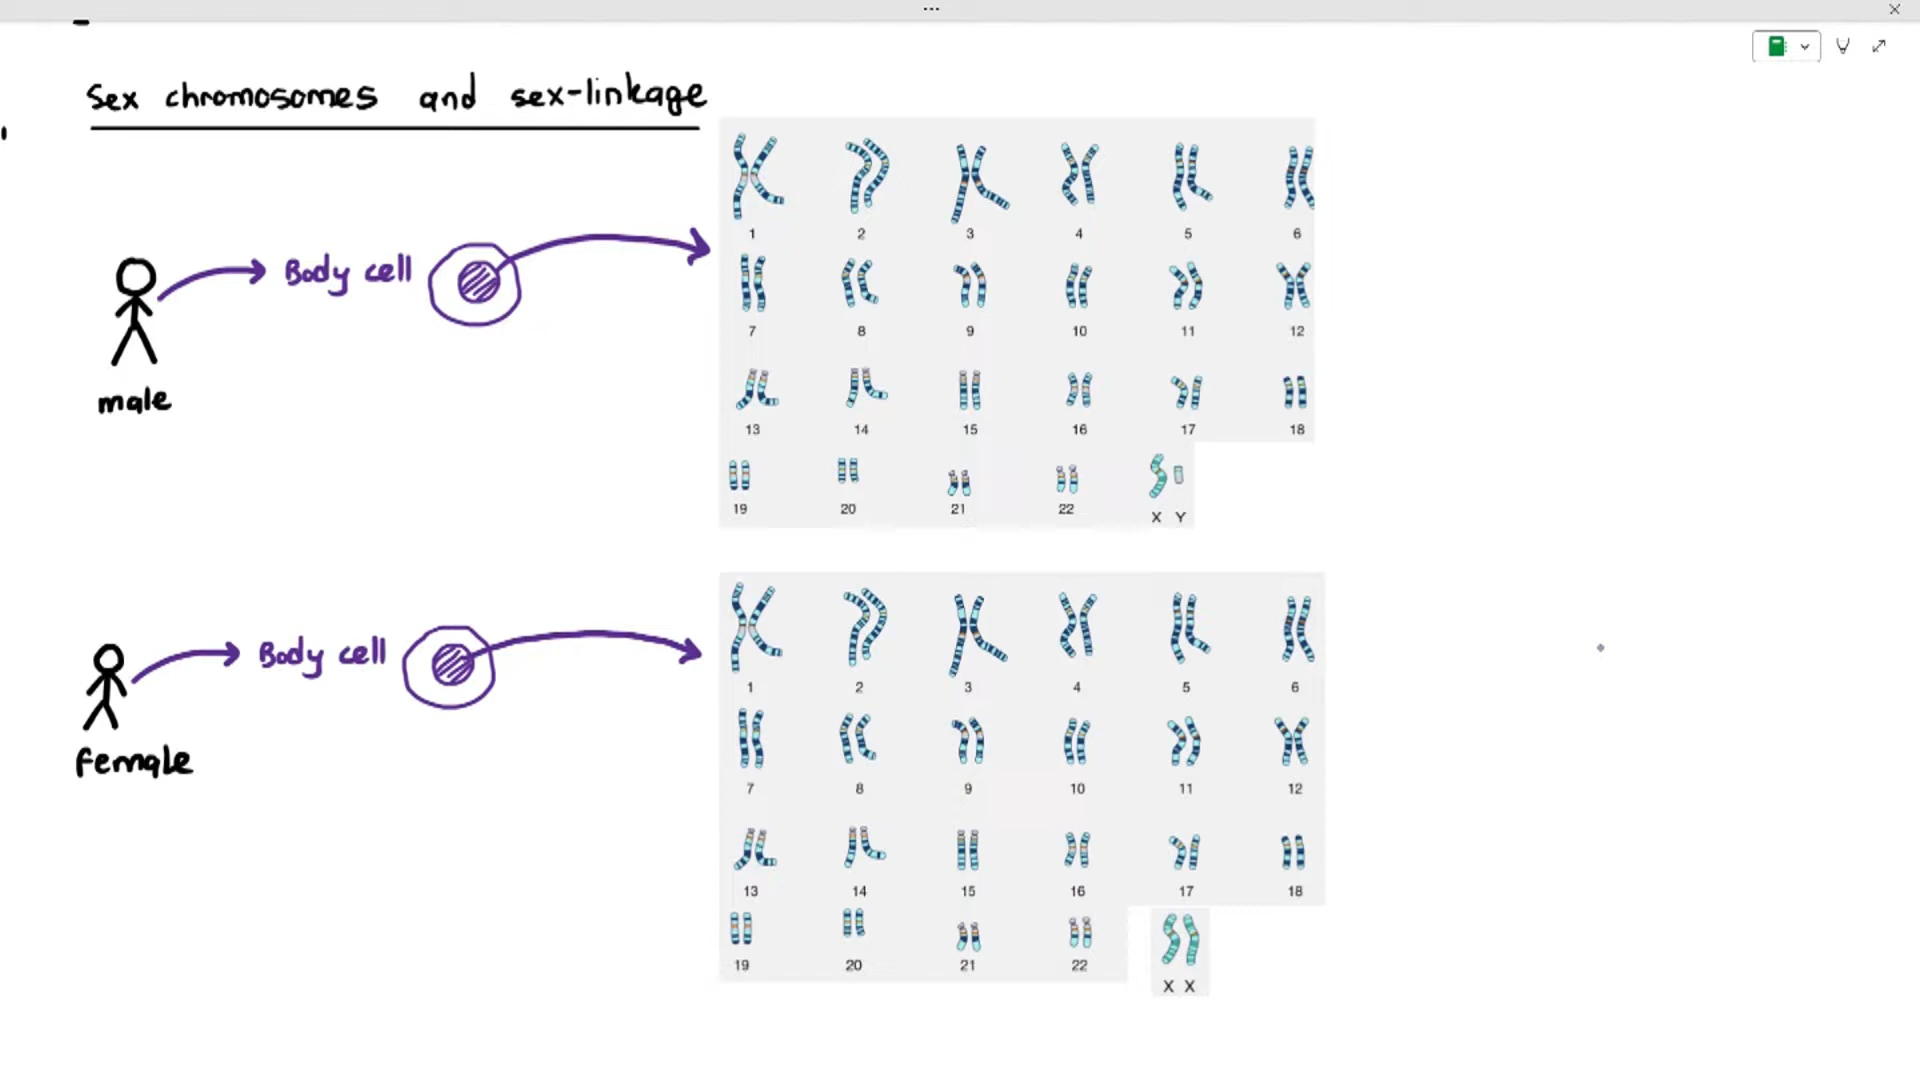 ...
Sex chromosomes and sex-linkage
1 2 3 4 5 6
Body cell
7 8 9 10 11 12
male
13 14 15 16 17 18
19 20 21 22 X Y
1 2 3 4 5 6
Body cell
female
7 8 9 10 11 12
13 14 15 16 17 18
19 20 21 22
X X